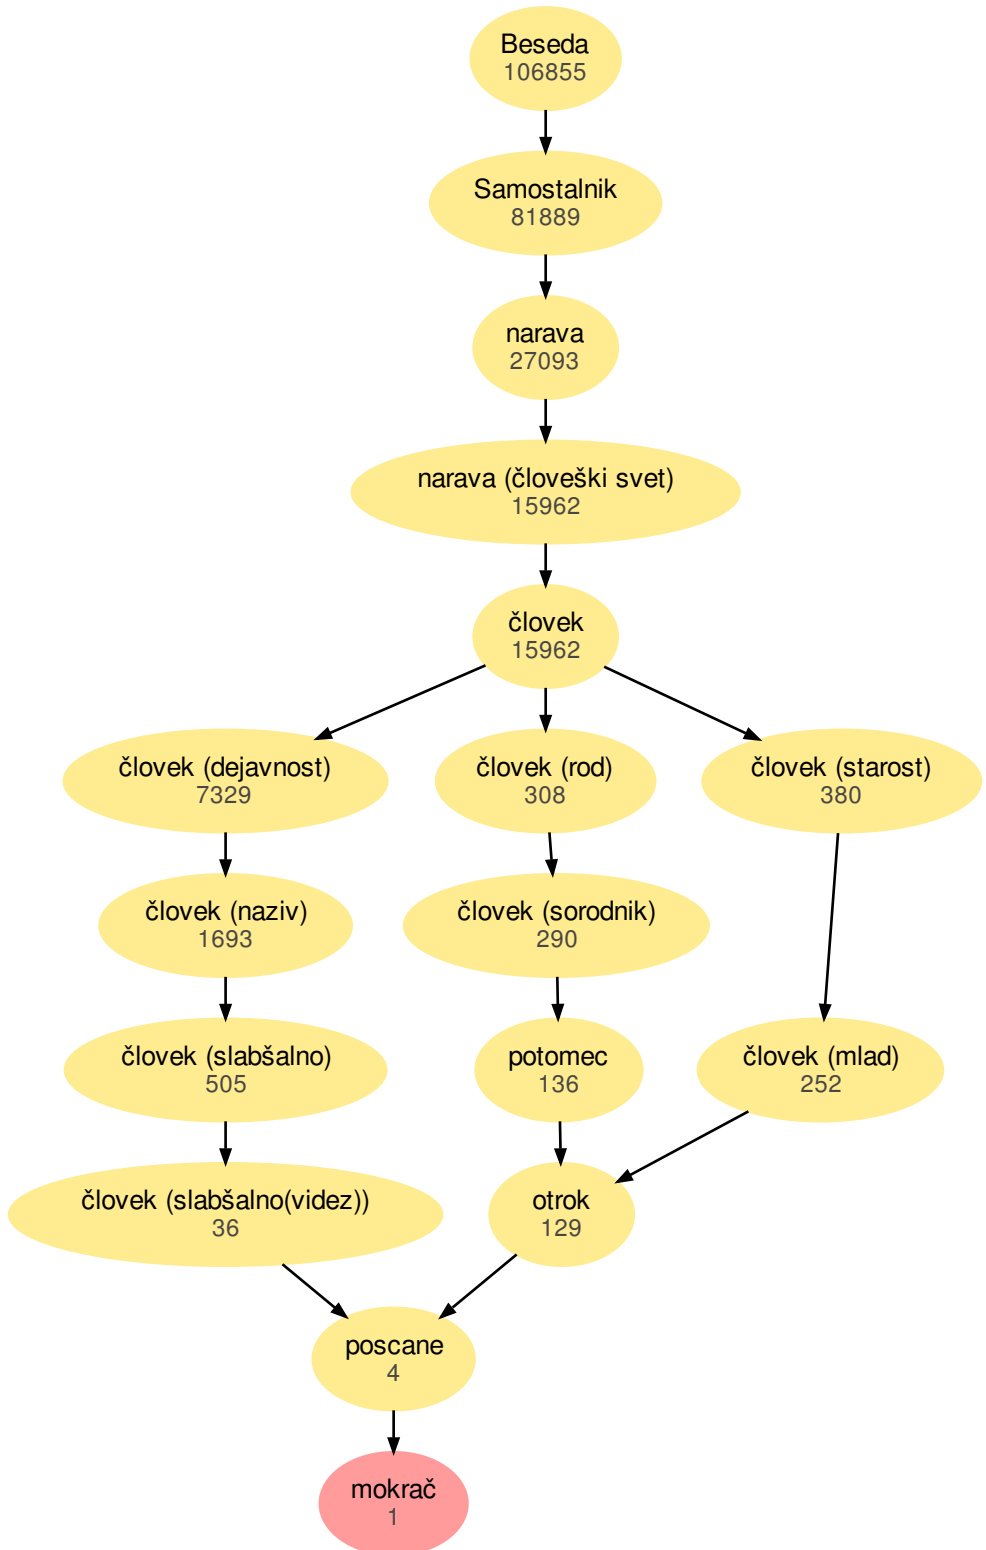 Beseda
106855
Samostalnik
81889
narava
27093
narava (človeški svet)
15962
človek
15962
človek (dejavnost)
7329
človek (rod)
308
človek (starost)
380
človek (naziv)
1693
človek (sorodnik)
290
človek (slabšalno)
505
potomec
136
človek (mlad)
252
človek (slabšalno(videz))
36
otrok
129
poscane
4
mokrač
1